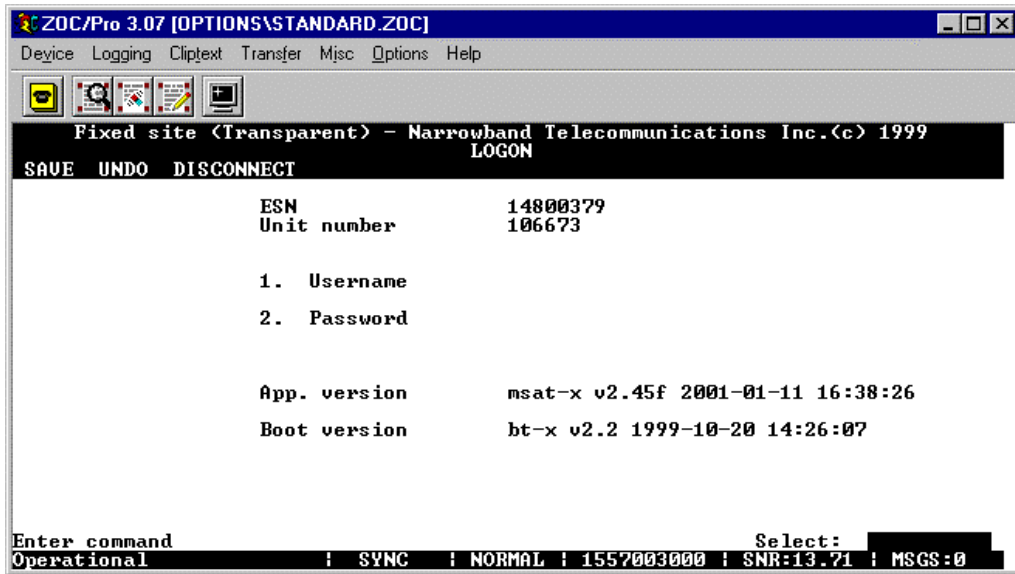 ZOC/Pro 3.07 [OPTIONS\STANDARD.ZOC]
Device Logging Cliptext Transfer Misc Options Help
Fixed site (Transparent) - Narrowband Telecommunications Inc.(c) 1999
LOGON
SAVE UNDO DISCONNECT
ESN 14800379
Unit number 106673
1. Username
2. Password
App. version msat-x v2.45f 2001-01-11 16:38:26
Boot version bt-x v2.2 1999-10-20 14:26:07
Enter command Select:
Operational ¦ SYNC ¦ NORMAL ¦ 1557003000 ¦ SNR:13.71 ¦ MSGS:0